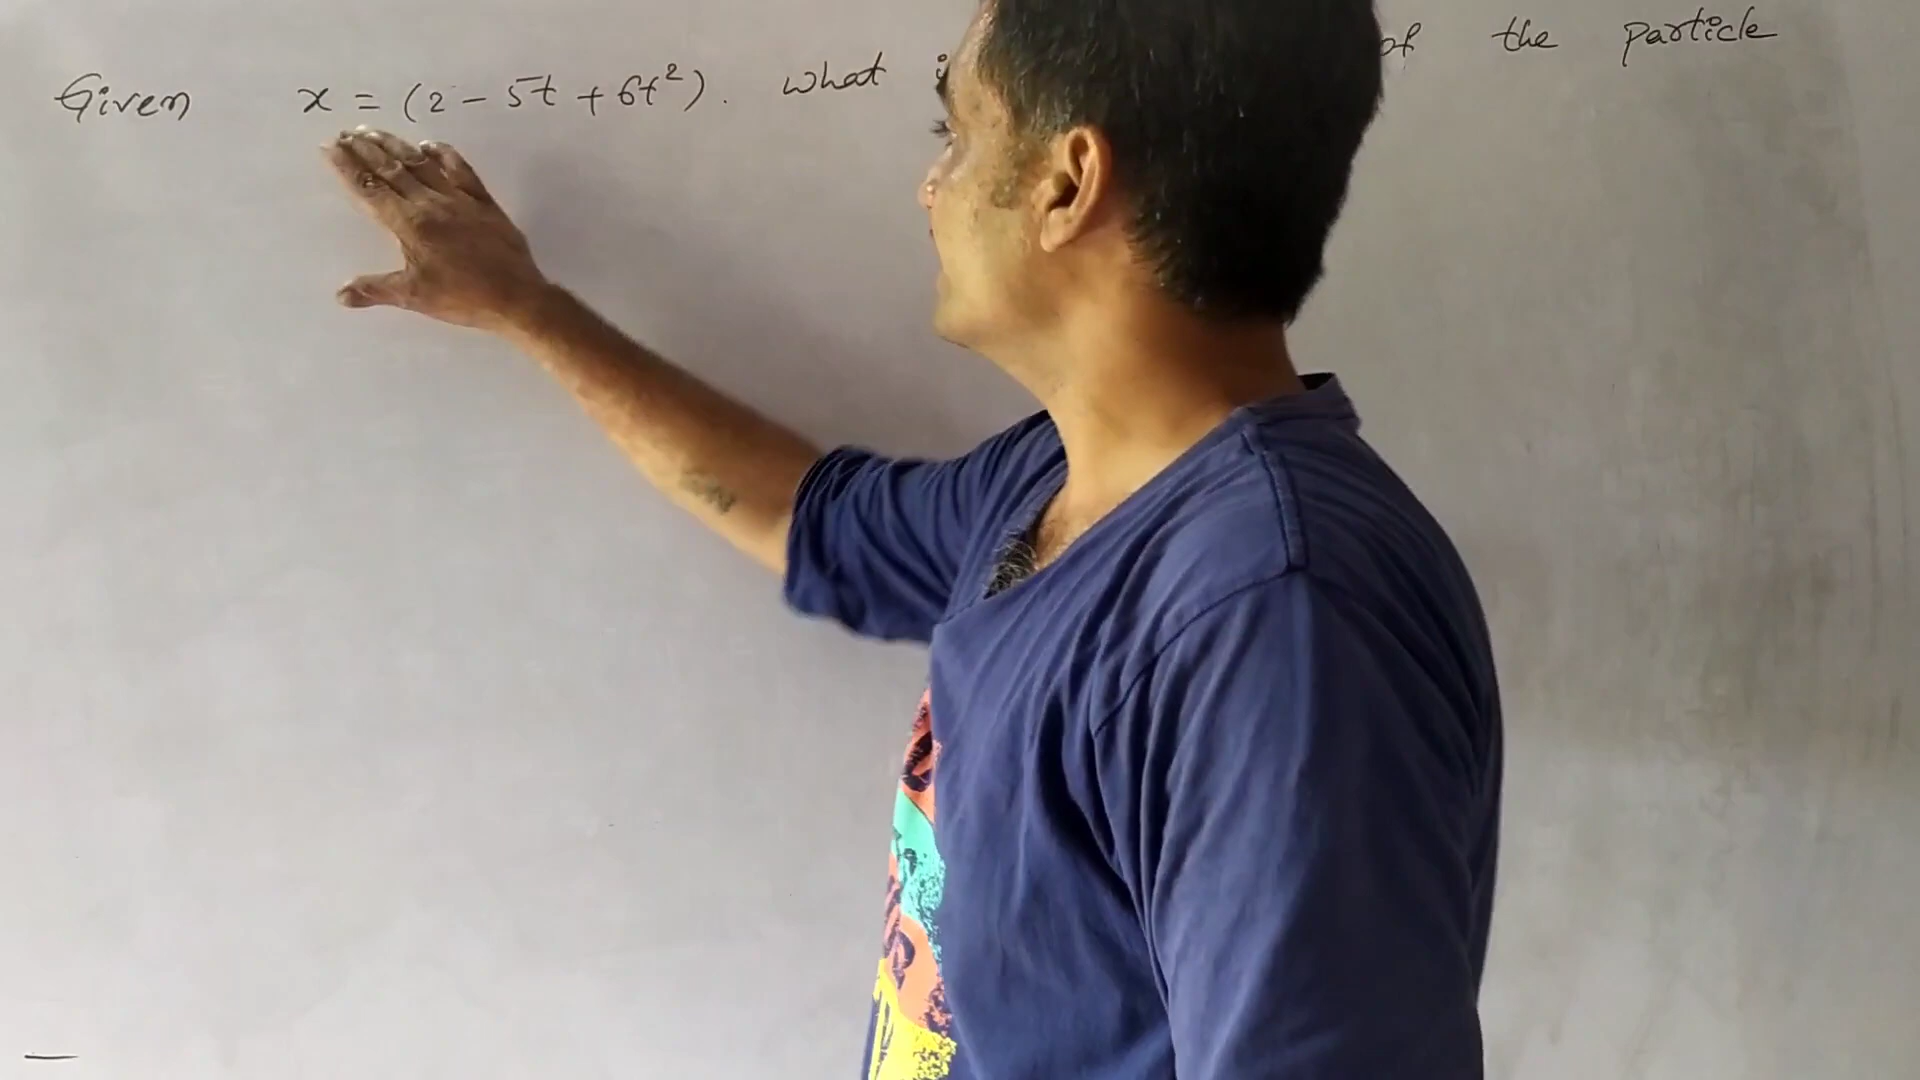 Given x = (2 - 5t + 6t²). what of the particle